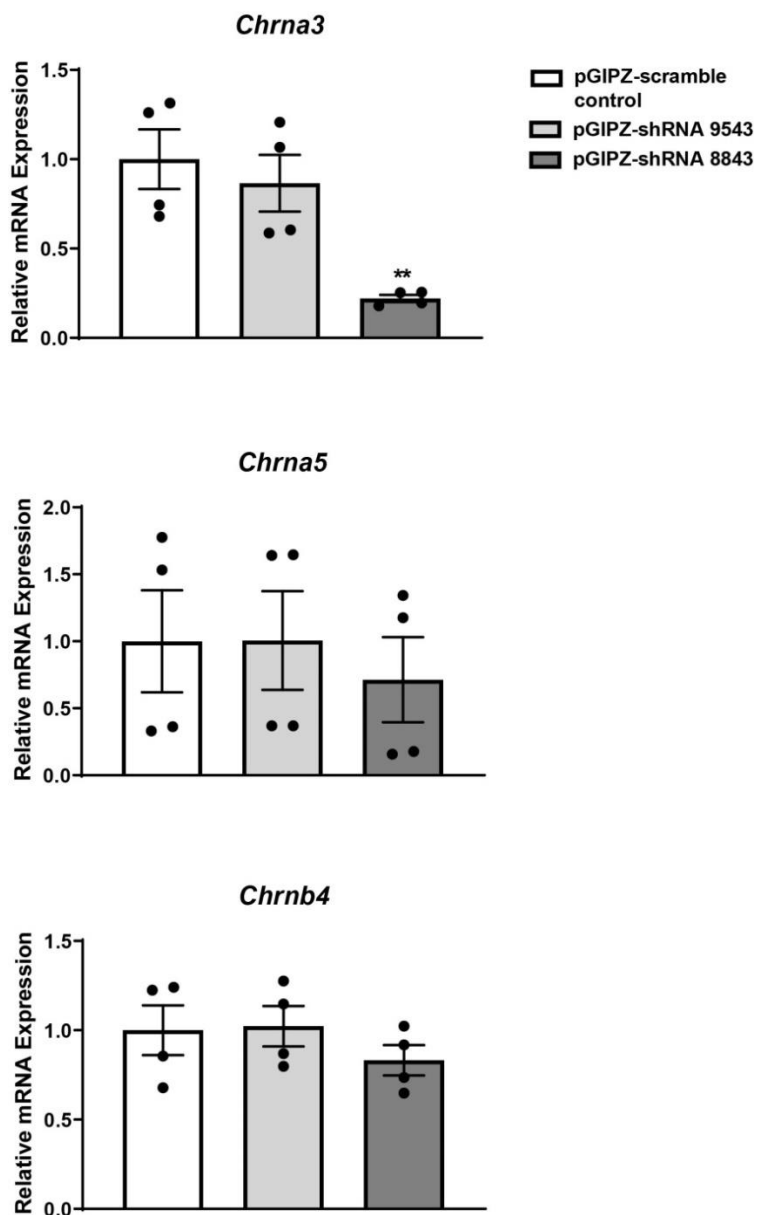 Chrna3
Relative mRNA Expression
1.5
1.0
0.5
0.0
**
pGIPZ-scramble
control
pGIPZ-shRNA 9543
pGIPZ-shRNA 8843
Chrna5
Relative mRNA Expression
2.0
1.5
1.0
0.5
0.0
Chrnb4
Relative mRNA Expression
1.5
1.0
0.5
0.0